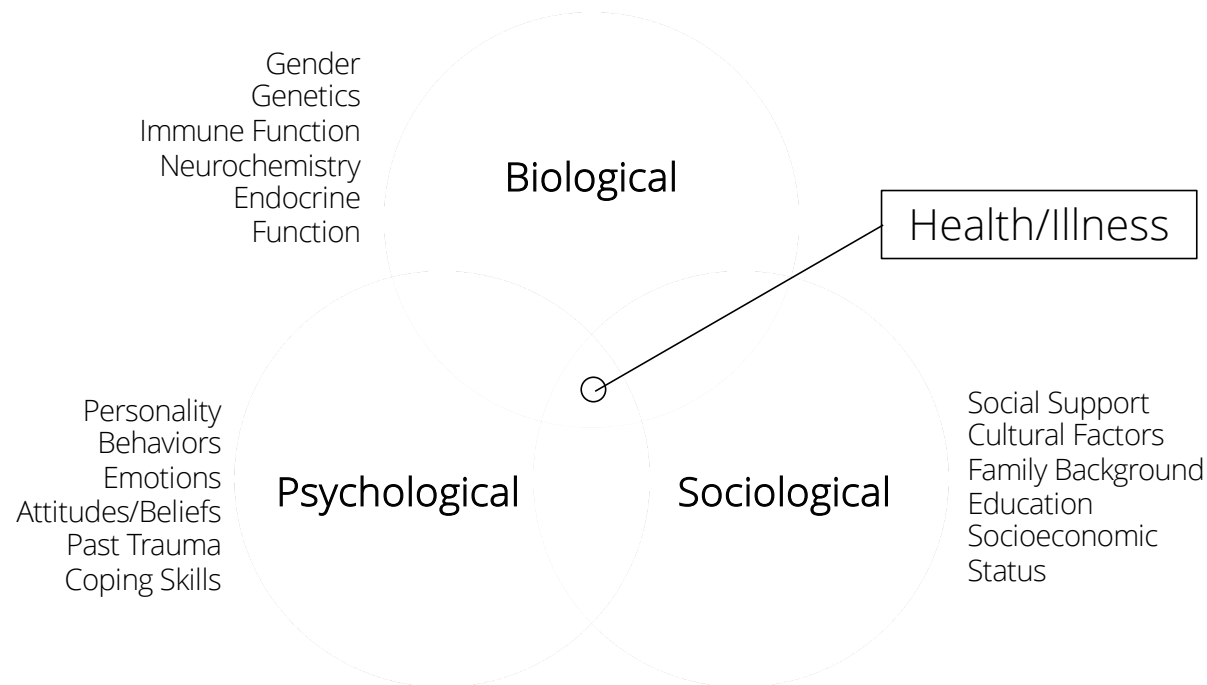 Gender
Genetics
Immune Function
Neurochemistry
Endocrine
Function
Biological
Health/Illness
Personality
Behaviors
Emotions
Attitudes/Beliefs
Past Trauma
Coping Skills
Psychological
Sociological
Social Support
Cultural Factors
Family Background
Education
Socioeconomic
Status